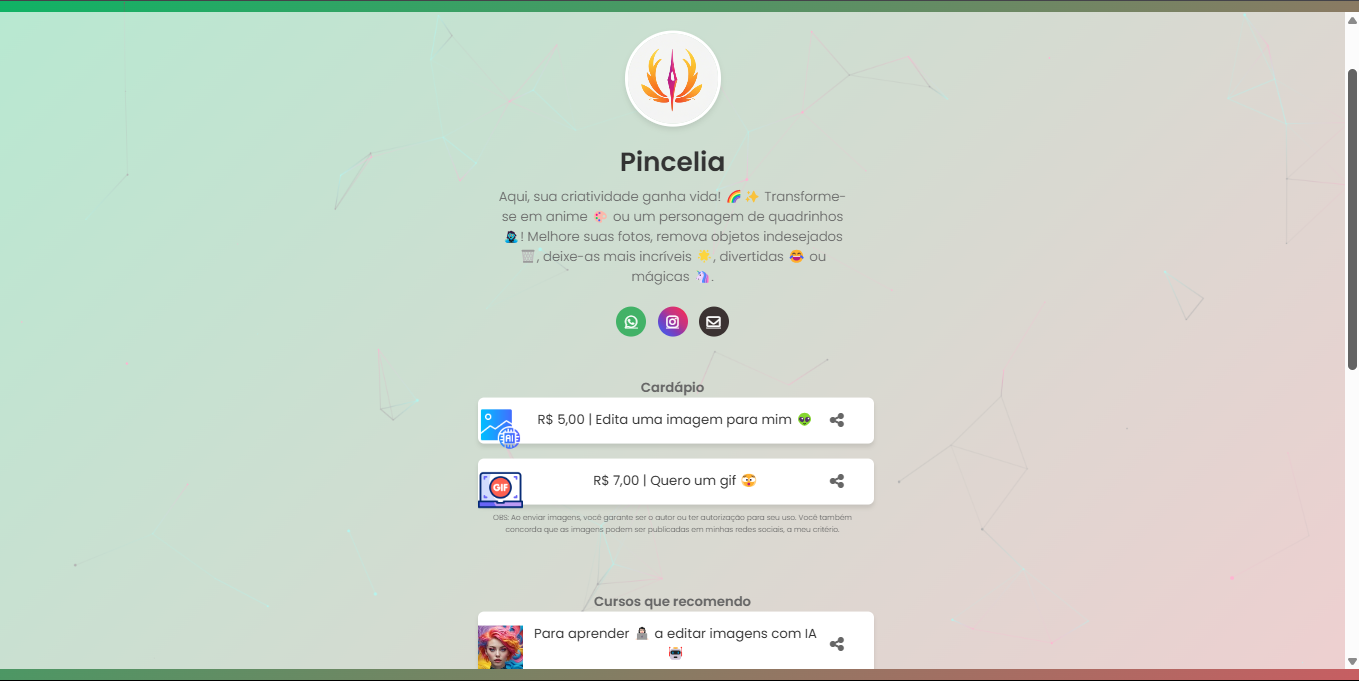 Pincelia
Aqui, sua criatividade ganha vida! 🌈✨ Transforme-
se em anime 🎨 ou um personagem de quadrinhos
🦹🏿! Melhore suas fotos, remova objetos indesejados
🗑️, deixe-as mais incríveis 🌟, divertidas 😂 ou
mágicas 🦄.
Cardápio
R$ 5,00 | Edita uma imagem para mim 👽
AI
R$ 7,00 | Quero um gif 🤯
GIF
OBS: Ao enviar imagens, você garante ser o autor ou ter autorização para seu uso. Você também
concorda que as imagens podem ser publicadas em minhas redes sociais, a meu critério.
Cursos que recomendo
Para aprender 👩🏻‍💻 a editar imagens com IA
🤖